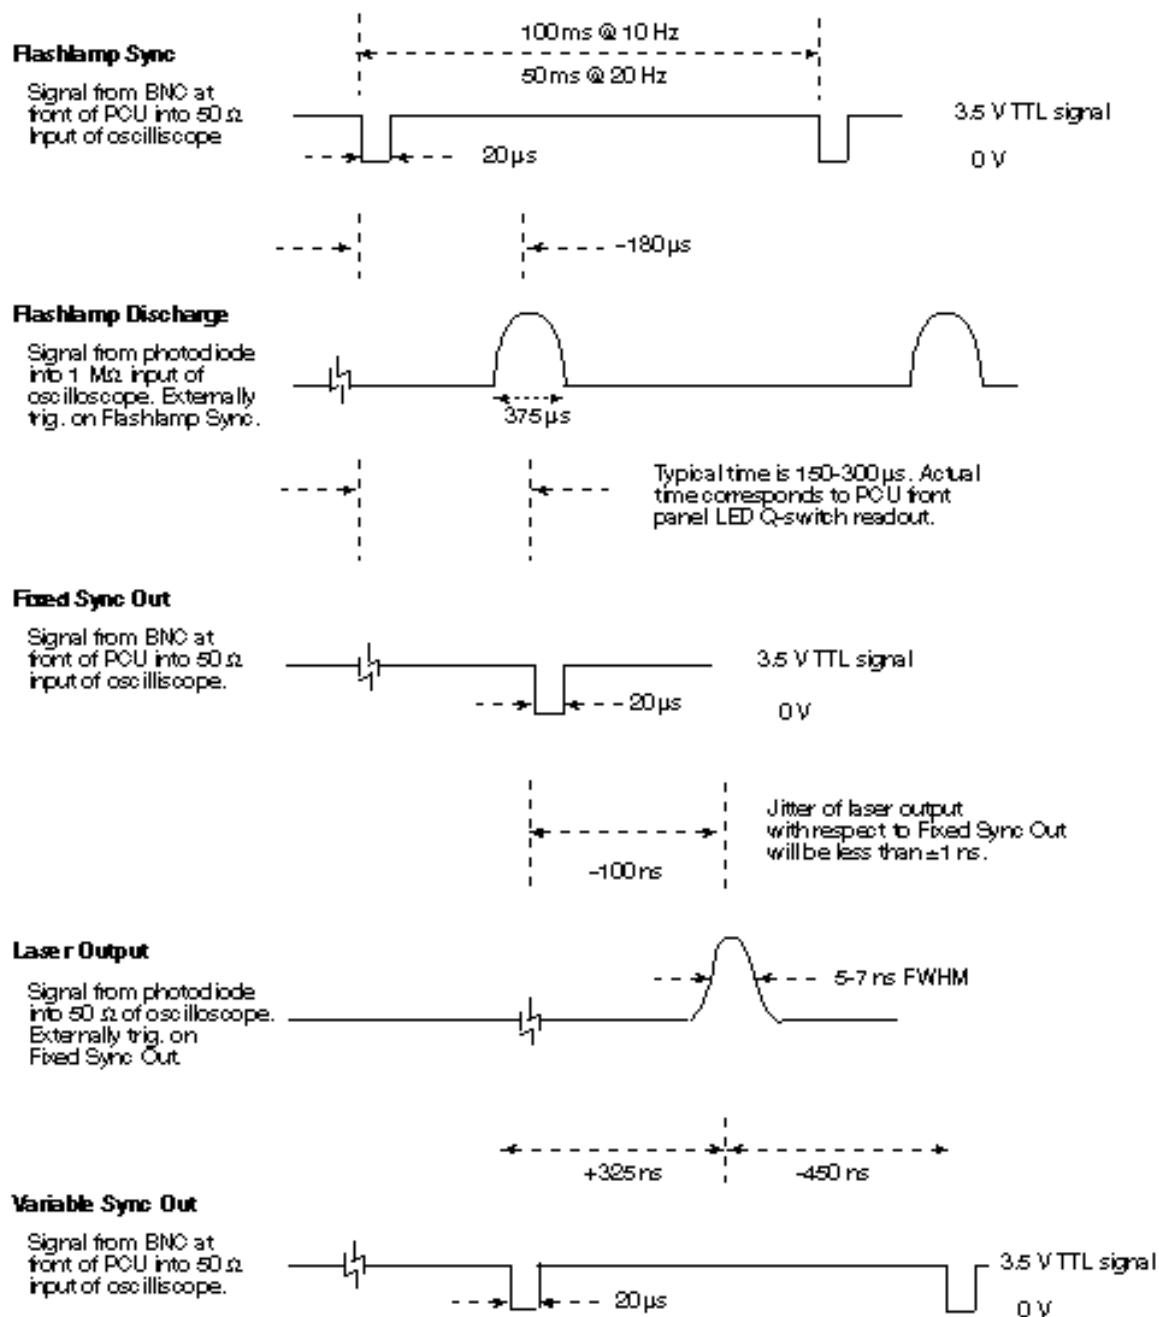 100 ms @ 10 Hz
Flashlamp Sync
50 ms @ 20 Hz
Signal from BNC at
front of PCU into 50 Ω
Input of oscilliscope
3.5 V TTL signal
20 µs
0 V
~180 µs
Flashlamp Discharge
Signal from photodiode
into 1 MΩ input of
oscilloscope. Externally
trig. on Flashlamp Sync.
375 µs
Typical time is 150-300 µs. Actual
time corresponds to PCU front
panel LED Q-switch readout.
Fixed Sync Out
Signal from BNC at
front of PCU into 50 Ω
input of oscilliscope.
3.5 V TTL signal
20 µs
0 V
Jitter of laser output
with respect to Fixed Sync Out
will be less than ±1 ns.
~100 ns
Laser Output
Signal from photodiode
into 50 Ω of oscilloscope.
Externally trig. on
Fixed Sync Out
5-7 ns FWHM
+325 ns
-450 ns
Variable Sync Out
Signal from BNC at
front of PCU into 50 Ω
input of oscilliscope.
3.5 V TTL signal
20 µs
0 V